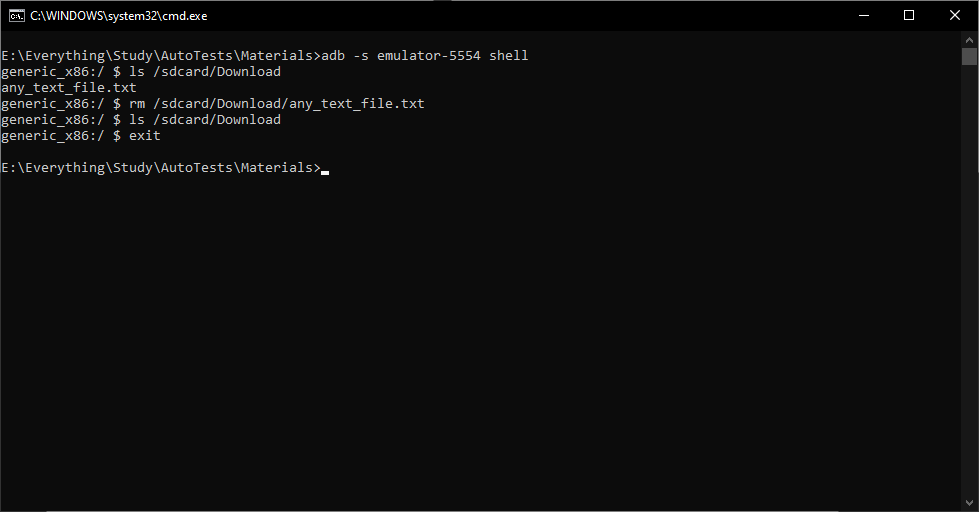 C:\WINDOWS\system32\cmd.exe
E:\Everything\Study\AutoTests\Materials>adb -s emulator-5554 shell
generic_x86:/ $ ls /sdcard/Download
any_text_file.txt
generic_x86:/ $ rm /sdcard/Download/any_text_file.txt
generic_x86:/ $ ls /sdcard/Download
generic_x86:/ $ exit
E:\Everything\Study\AutoTests\Materials>